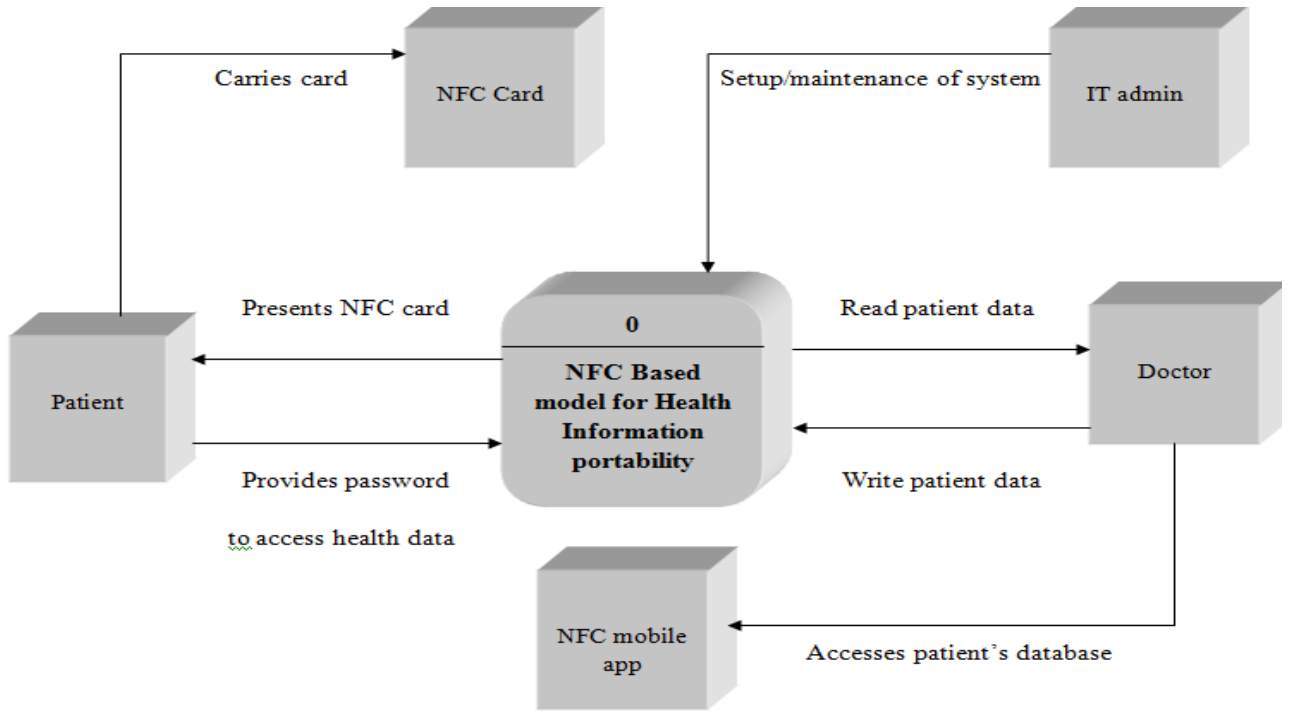 Carries card
NFC Card
Setup/maintenance of system
IT admin
Presents NFC card
Patient
Provides password
to access health data
0
NFC Based
model for Health
Information
portability
Read patient data
Doctor
Write patient data
NFC mobile
app
Accesses patient’s database